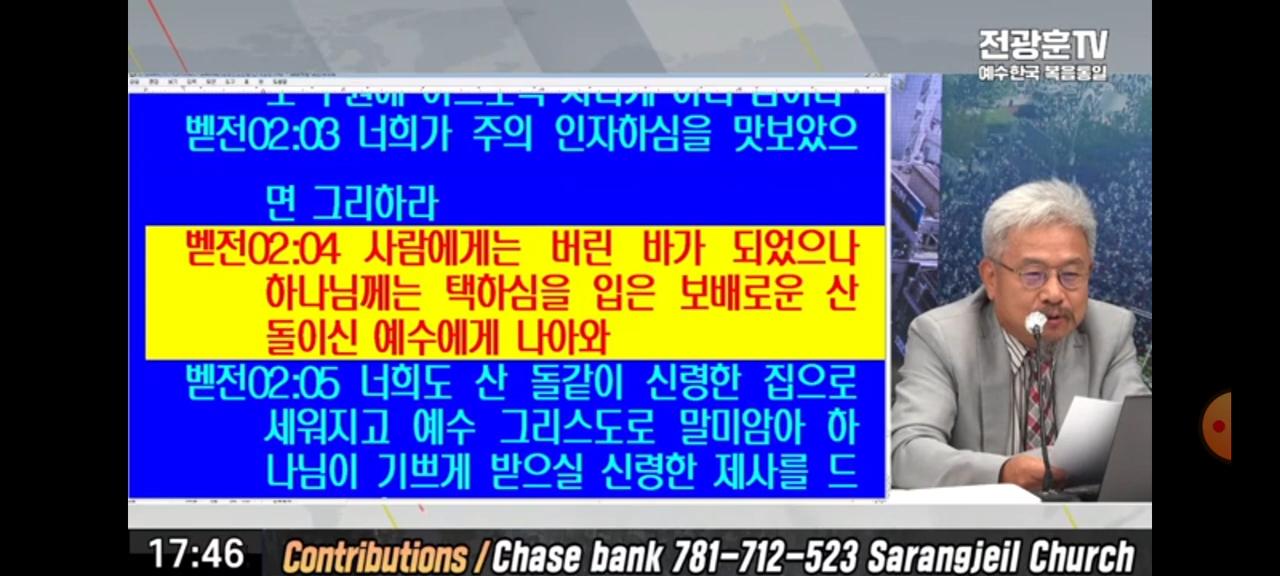 전광훈TV
예수한국 복음통일
벧전02:03 너희가 주의 인자하심을 맛보았으
면 그리하라
벧전02:04 사람에게는 버린 바가 되었으나
하나님께는 택하심을 입은 보배로운 산
돌이신 예수에게 나아와
벧전02:05 너희도 산 돌같이 신령한 집으로
세워지고 예수 그리스도로 말미암아 하
나님이 기쁘게 받으실 신령한 제사를 드
17:46 Contributions / Chase bank 781-712-523 Sarangjeil Church